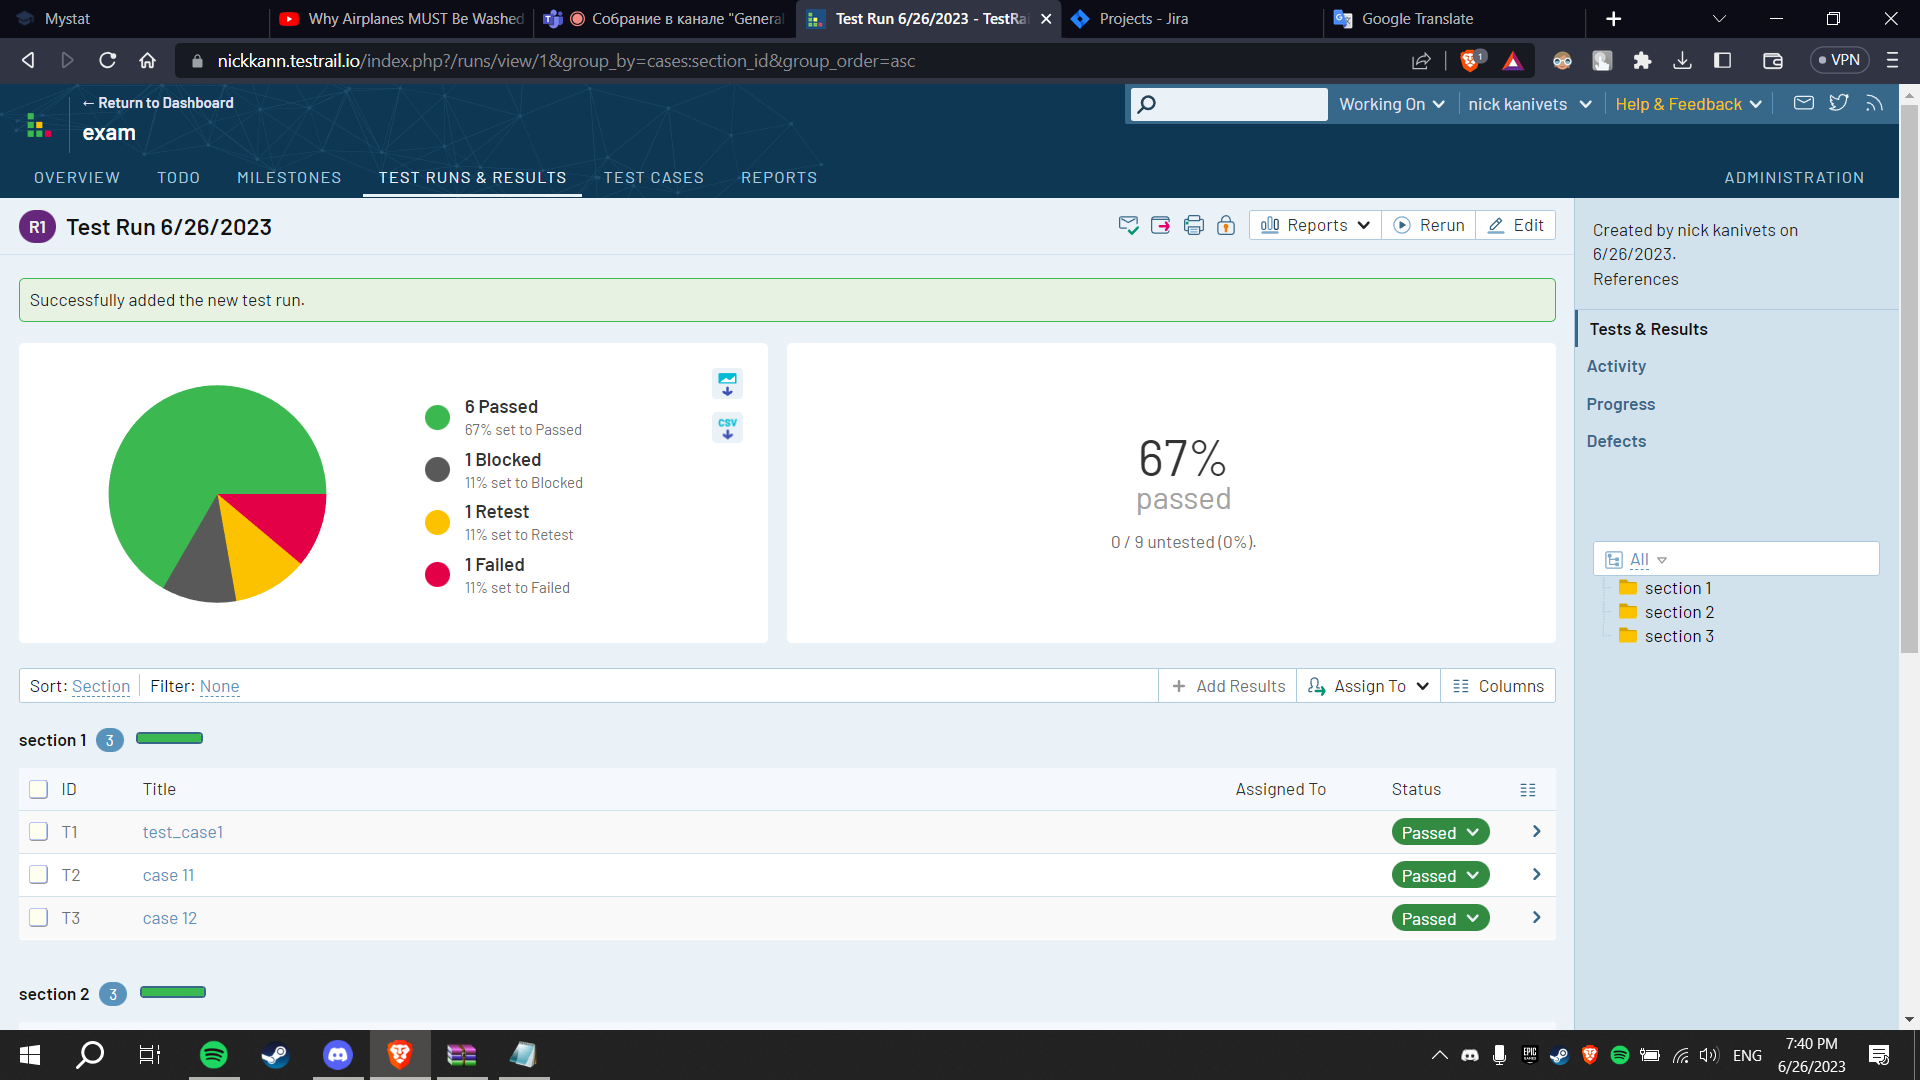 Mystat
Why Airplanes MUST Be Washed
Собрание в канале "General
Test Run 6/26/2023 - TestRai
Projects - Jira
Google Translate
nickkann.testrail.io/index.php?/runs/view/1&group_by=cases:section_id&group_order=asc
1
VPN
← Return to Dashboard
exam
Working On
nick kanivets
Help & Feedback
OVERVIEW
TODO
MILESTONES
TEST RUNS & RESULTS
TEST CASES
REPORTS
ADMINISTRATION
R1
Test Run 6/26/2023
Reports
Rerun
Edit
Created by nick kanivets on
6/26/2023.
References
Successfully added the new test run.
Tests & Results
Activity
Progress
Defects
6 Passed
67% set to Passed
1 Blocked
11% set to Blocked
1 Retest
11% set to Retest
1 Failed
11% set to Failed
CSV
67%
passed
0 / 9 untested (0%).
All
section 1
section 2
section 3
Sort: Section
Filter: None
Add Results
Assign To
Columns
section 1 3
ID
Title
Assigned To
Status
T1
test_case1
Passed
T2
case 11
Passed
T3
case 12
Passed
section 2 3
EPIC
ENG
7:40 PM
6/26/2023